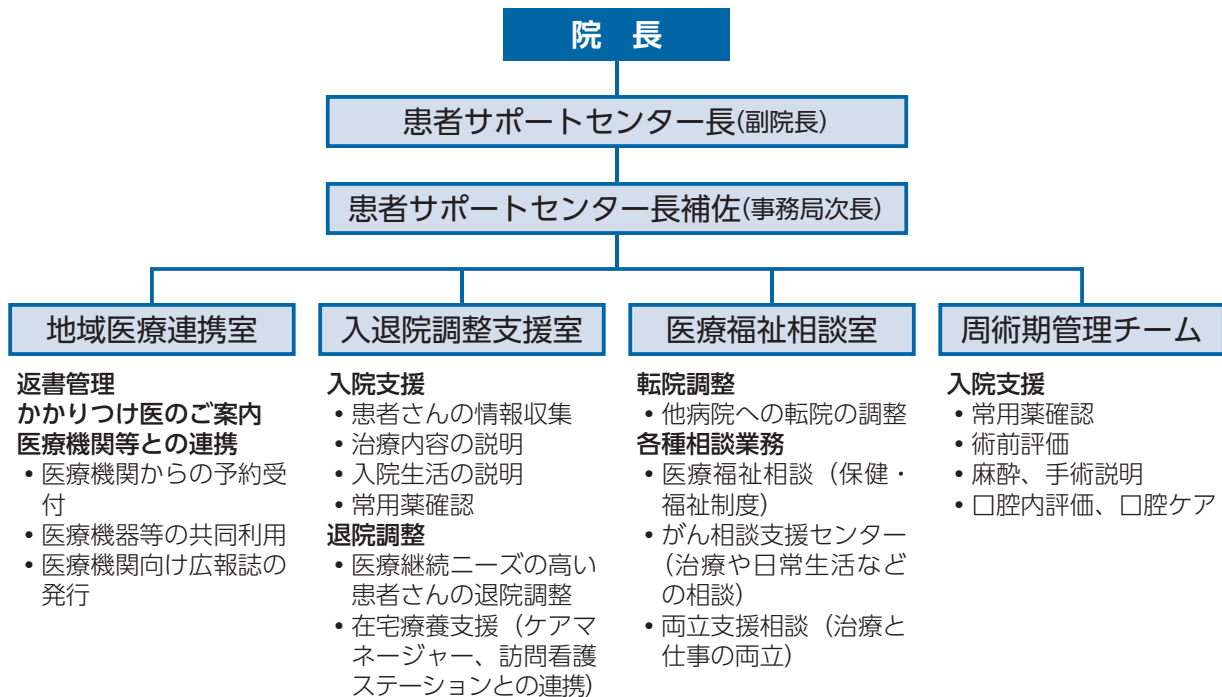 院　長
患者サポートセンター長(副院長)
患者サポートセンター長補佐(事務局次長)
地域医療連携室
返書管理
かかりつけ医のご案内
医療機関等との連携
• 医療機関からの予約受
付
• 医療機器等の共同利用
• 医療機関向け広報誌の
発行
入退院調整支援室
入院支援
• 患者さんの情報収集
• 治療内容の説明
• 入院生活の説明
• 常用薬確認
退院調整
• 医療継続ニーズの高い
患者さんの退院調整
• 在宅療養支援（ケアマ
ネージャー、訪問看護
ステーションとの連携）
医療福祉相談室
転院調整
• 他病院への転院の調整
各種相談業務
• 医療福祉相談（保健・
福祉制度）
• がん相談支援センター
（治療や日常生活など
の相談）
• 両立支援相談（治療と
仕事の両立）
周術期管理チーム
入院支援
• 常用薬確認
• 術前評価
• 麻酔、手術説明
• 口腔内評価、口腔ケア